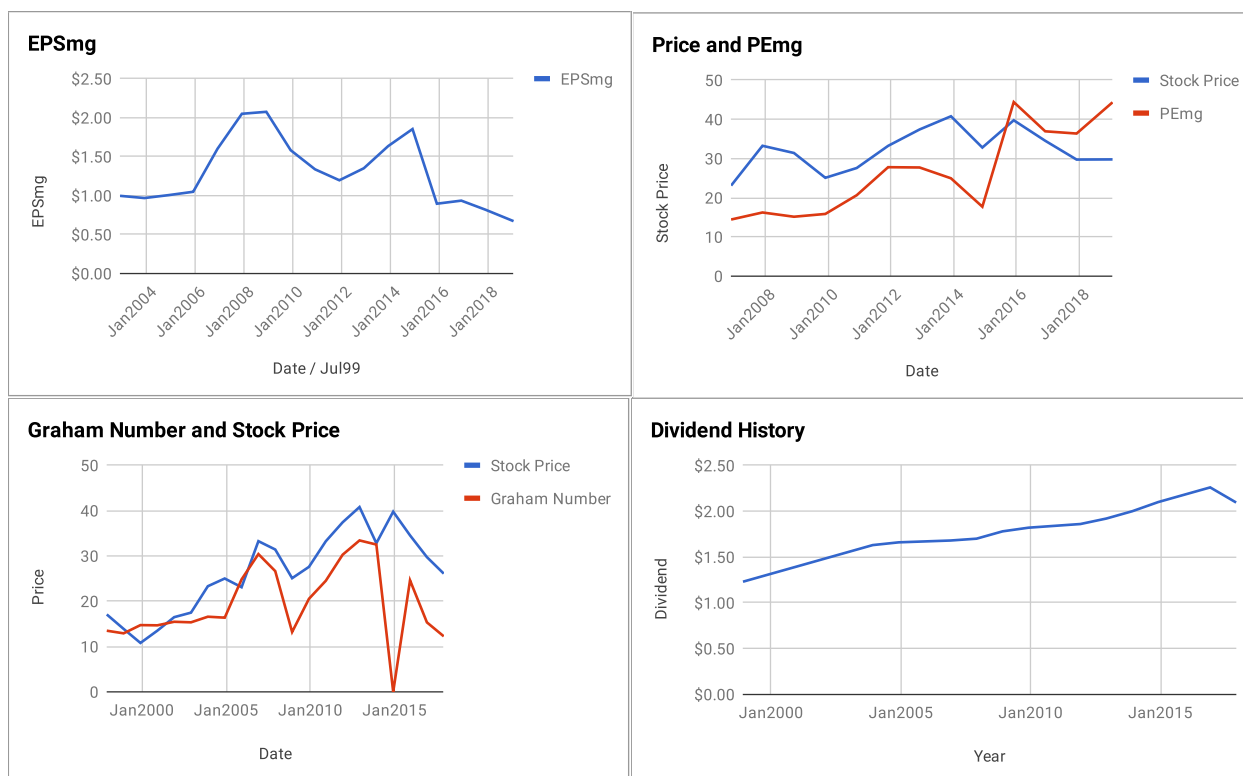 EPSmg
EPSmg
$2.50
$2.00
$1.50
$1.00
$0.50
$0.00
EPSmg
Jan2004
Jan2006
Jan2008
Jan2010
Jan2012
Jan2014
Jan2016
Jan2018
Date / Jul99
Price and PEmg
Stock Price
PEmg
50
40
30
20
10
0
Stock Price
Jan2008
Jan2010
Jan2012
Jan2014
Jan2016
Jan2018
Date
Graham Number and Stock Price
Stock Price
Graham Number
50
40
30
20
10
0
Price
Jan2000
Jan2005
Jan2010
Jan2015
Date
Dividend History
$2.50
$2.00
$1.50
$1.00
$0.50
$0.00
Dividend
Jan2000
Jan2005
Jan2010
Jan2015
Year